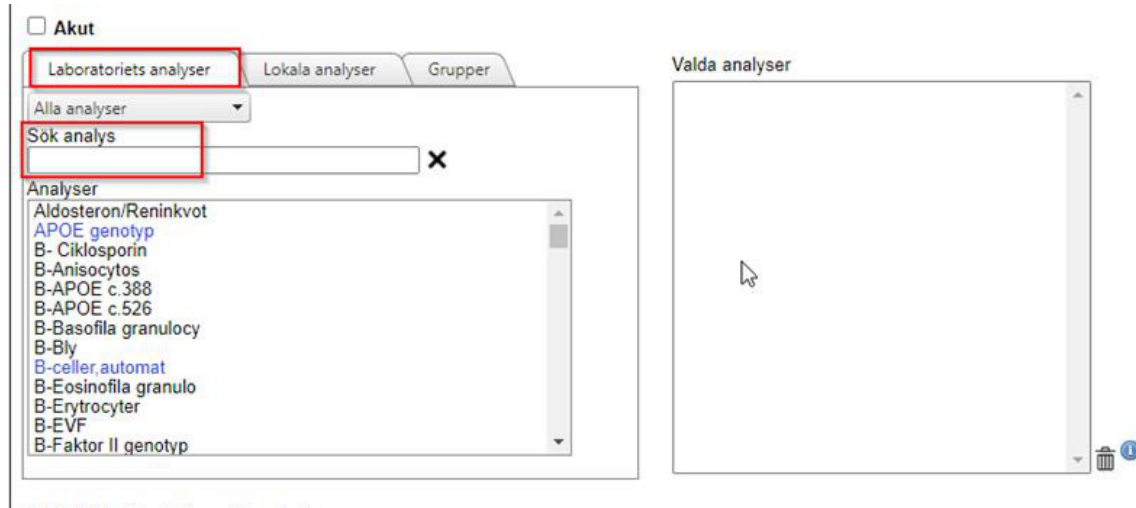 Akut
Laboratoriets analyser
Lokala analyser
Grupper
Valda analyser
Alla analyser
Sök analys
Analyser
Aldosteron/Reninkvot
APOE genotyp
B- Ciklosporin
B-Anisocytos
B-APOE c.388
B-APOE c.526
B-Basofila granulocy
B-Bly
B-celler,automat
B-Eosinofila granulo
B-Erytrocyter
B-EVF
B-Faktor II genotyp